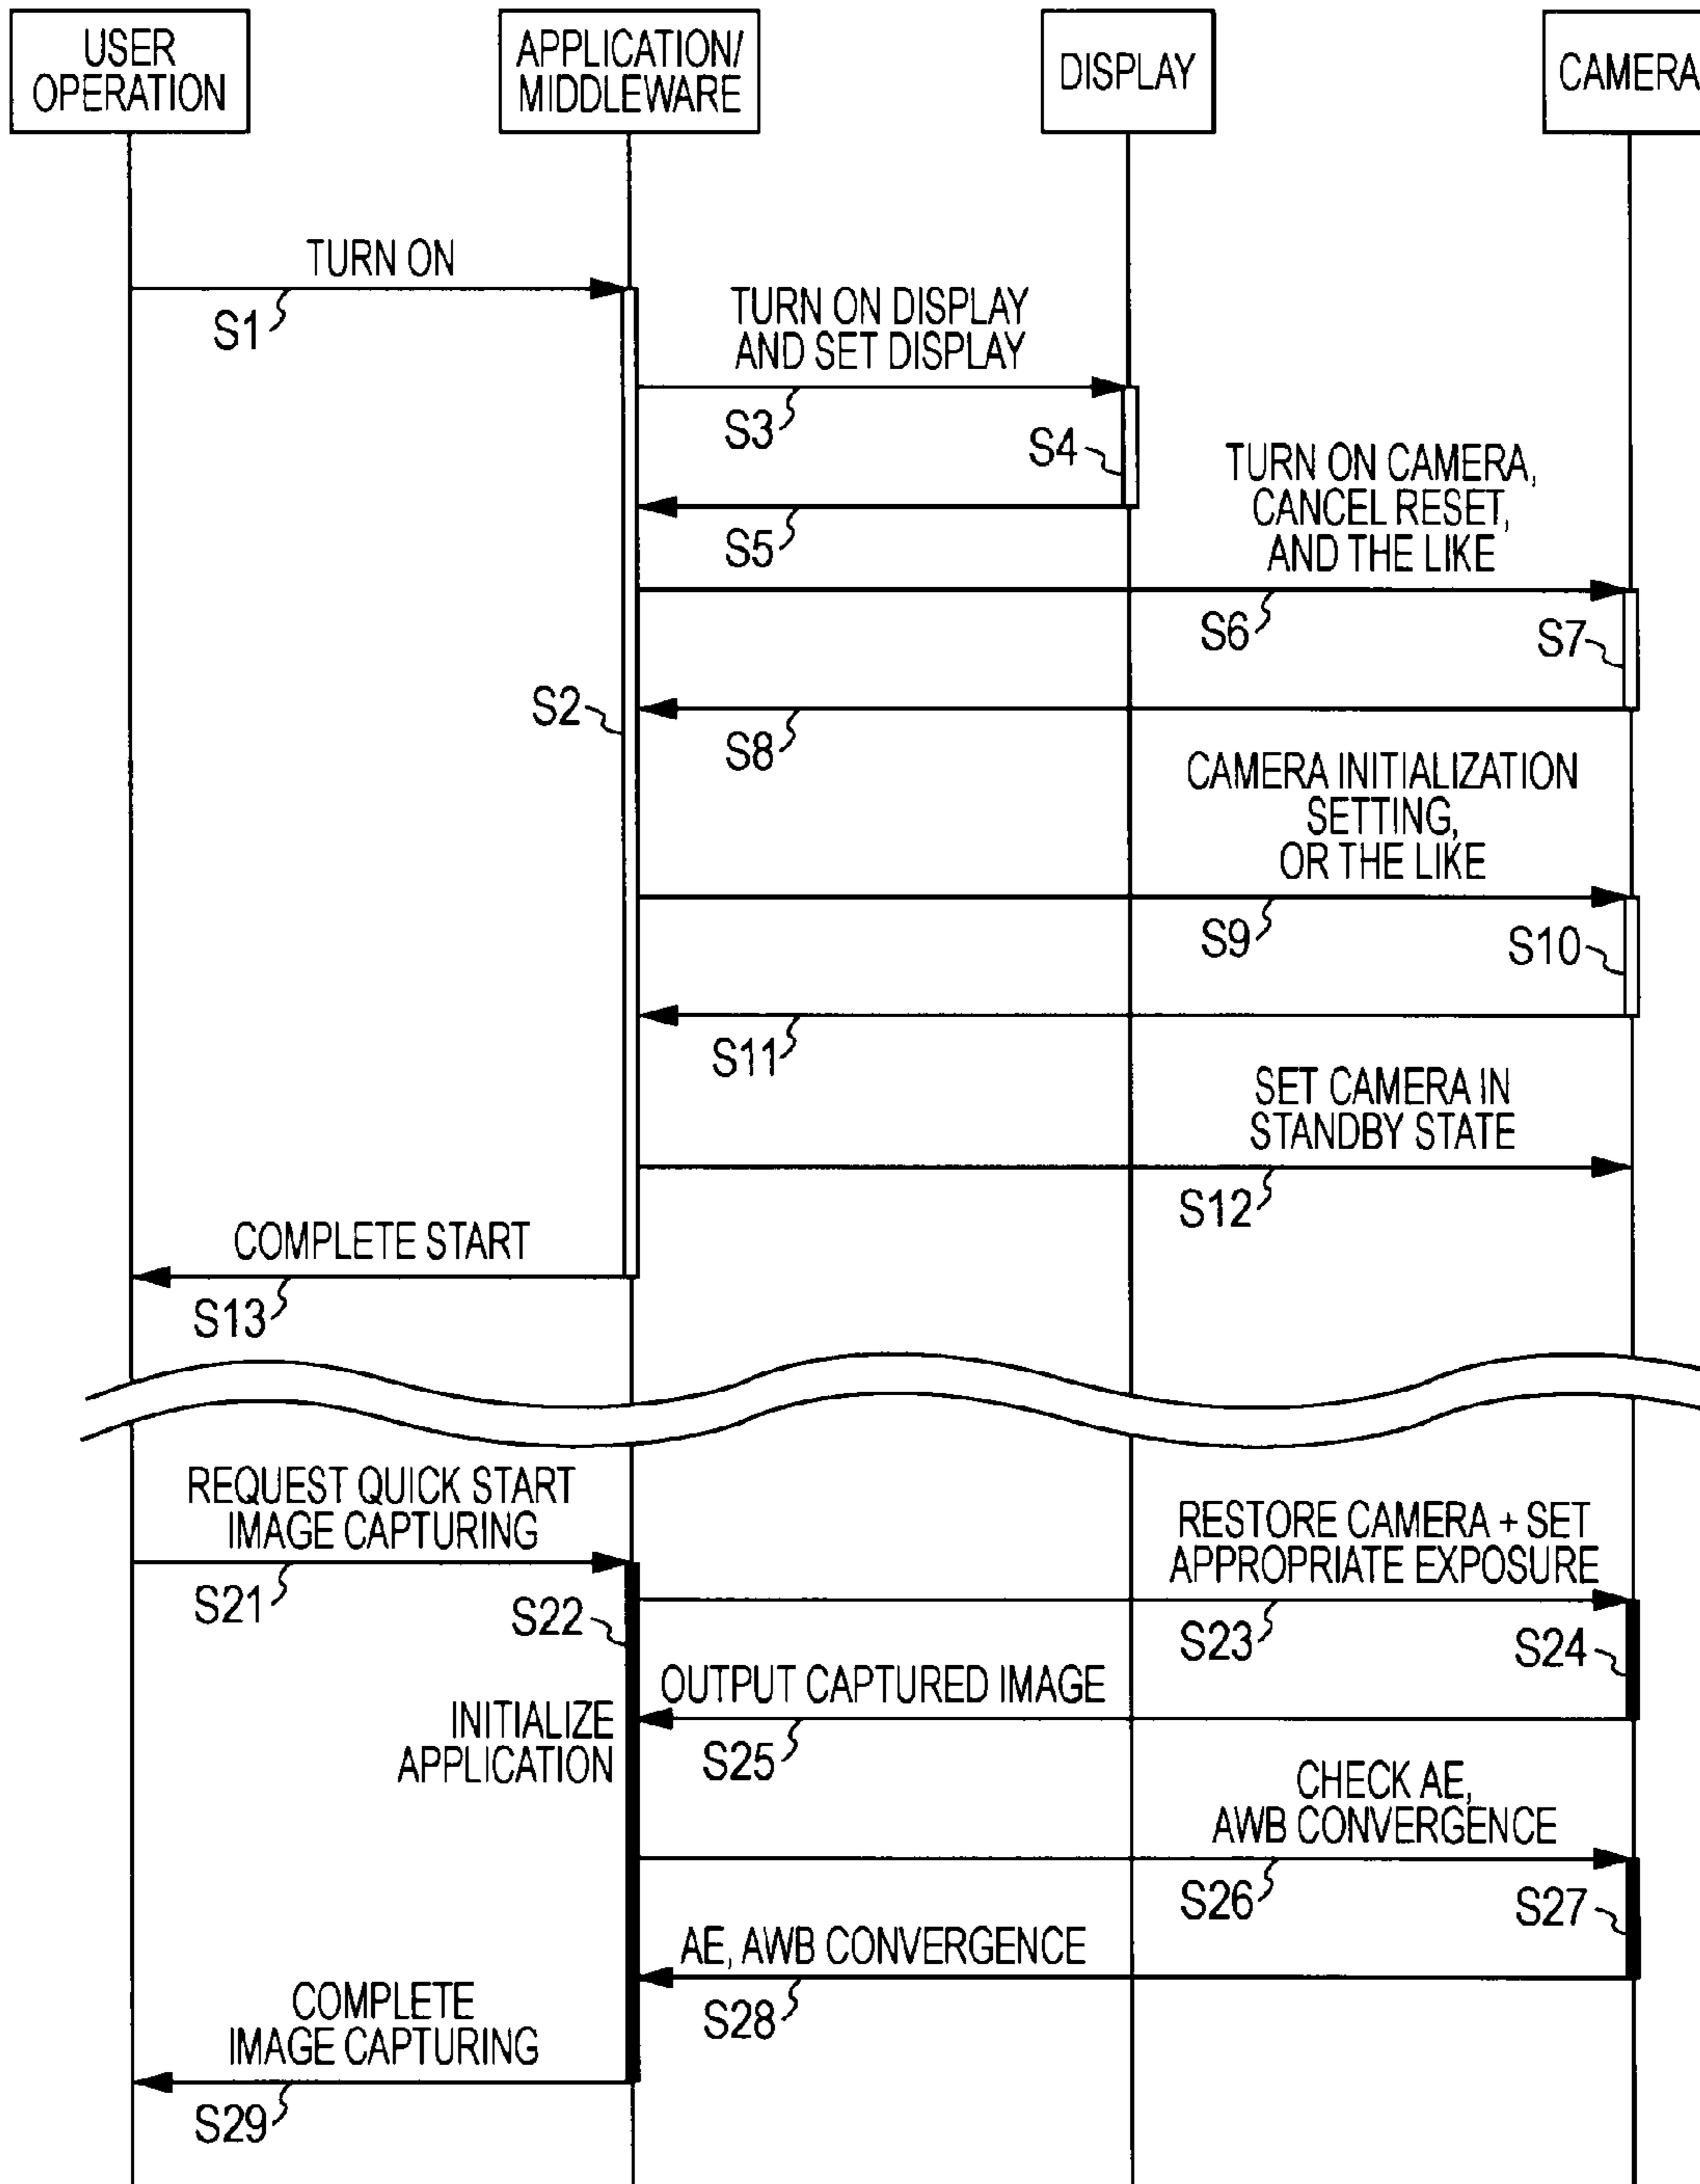 USER
OPERATION
APPLICATION/
MIDDLEWARE
DISPLAY
CAMERA
TURN ON
S1
TURN ON DISPLAY
AND SET DISPLAY
S3
S4
S5
TURN ON CAMERA,
CANCEL RESET,
AND THE LIKE
S6
S7
S2
S8
CAMERA INITIALIZATION
SETTING,
OR THE LIKE
S9
S10
S11
SET CAMERA IN
STANDBY STATE
S12
COMPLETE START
S13
REQUEST QUICK START
IMAGE CAPTURING
S21
S22
RESTORE CAMERA + SET
APPROPRIATE EXPOSURE
S23
S24
OUTPUT CAPTURED IMAGE
INITIALIZE
APPLICATION
S25
CHECK AE,
AWB CONVERGENCE
S26
S27
AE, AWB CONVERGENCE
S28
COMPLETE
IMAGE CAPTURING
S29